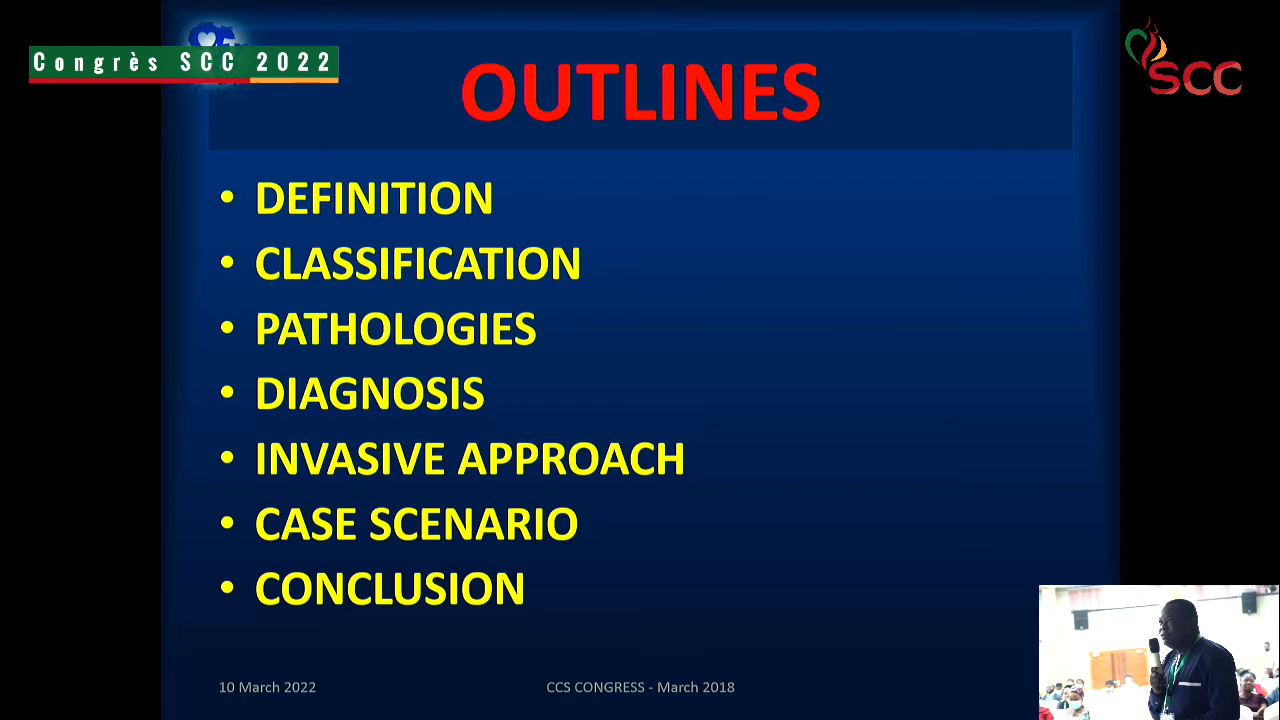 Congrès SCC 2022
SCC
OUTLINES
• DEFINITION
• CLASSIFICATION
• PATHOLOGIES
• DIAGNOSIS
• INVASIVE APPROACH
• CASE SCENARIO
• CONCLUSION
10 March 2022
CCS CONGRESS - March 2018